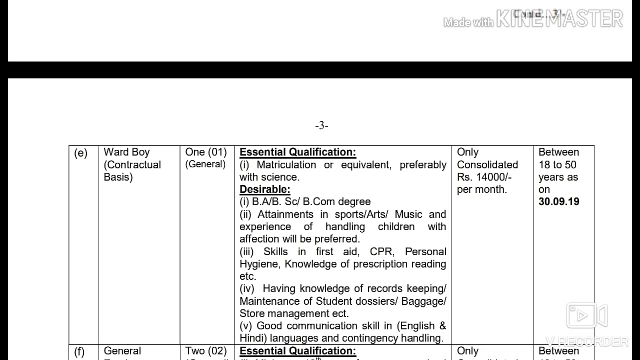 Contd...3/-
Made with KINEMASTER
-3-
(e) Ward Boy (Contractual Basis)
One (01) (General)
Essential Qualification:
(i) Matriculation or equivalent, preferably
with science.
Desirable:
(i) B.A/B. Sc/ B.Com degree
(ii) Attainments in sports/Arts/ Music and
experience of handling children with
affection will be preferred.
(iii) Skills in first aid, CPR, Personal
Hygiene, Knowledge of prescription reading
etc.
(iv) Having knowledge of records keeping/
Maintenance of Student dossiers/ Baggage/
Store management ect.
(v) Good communication skill in (English &
Hindi) languages and contingency handling.
Only
Consolidated
Rs. 14000/-
per month.
Between
18 to 50
years as
on
30.09.19
(f) General
Two (02)
Essential Qualification:
Only
Between
V RECORDER